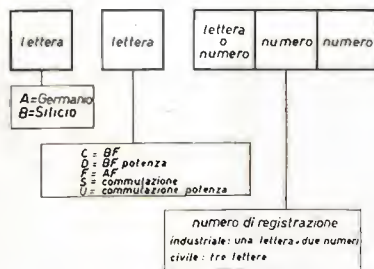 lettera
lettera
lettera
o
numero
numero
numero
A=Germanio
B=Silicio
C = BF
D = BF potenza
F = AF
S = commutazione
U = commutazione potenza
numero di registrazione
industriale: una lettera + due numeri
civile : tre lettere